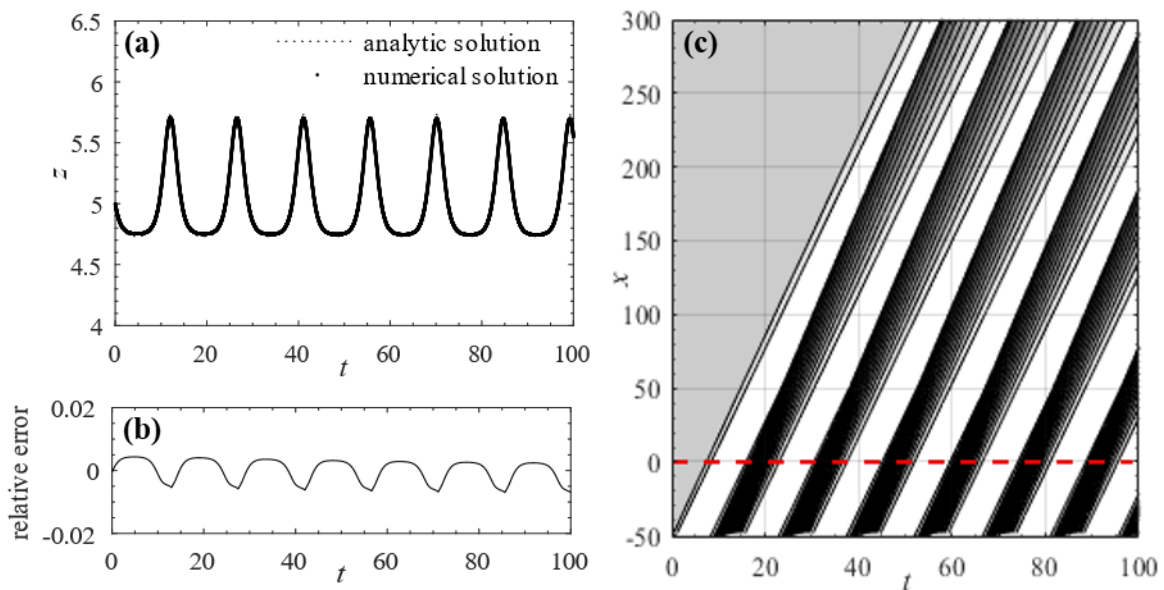 (a)
analytic solution
numerical solution
6.5
6
5.5
5
4.5
4
z
0 20 40 60 80 100
t
(b)
0.02
0
-0.02
relative error
0 20 40 60 80 100
t
(c)
300
250
200
150
100
50
0
-50
x
0 20 40 60 80 100
t